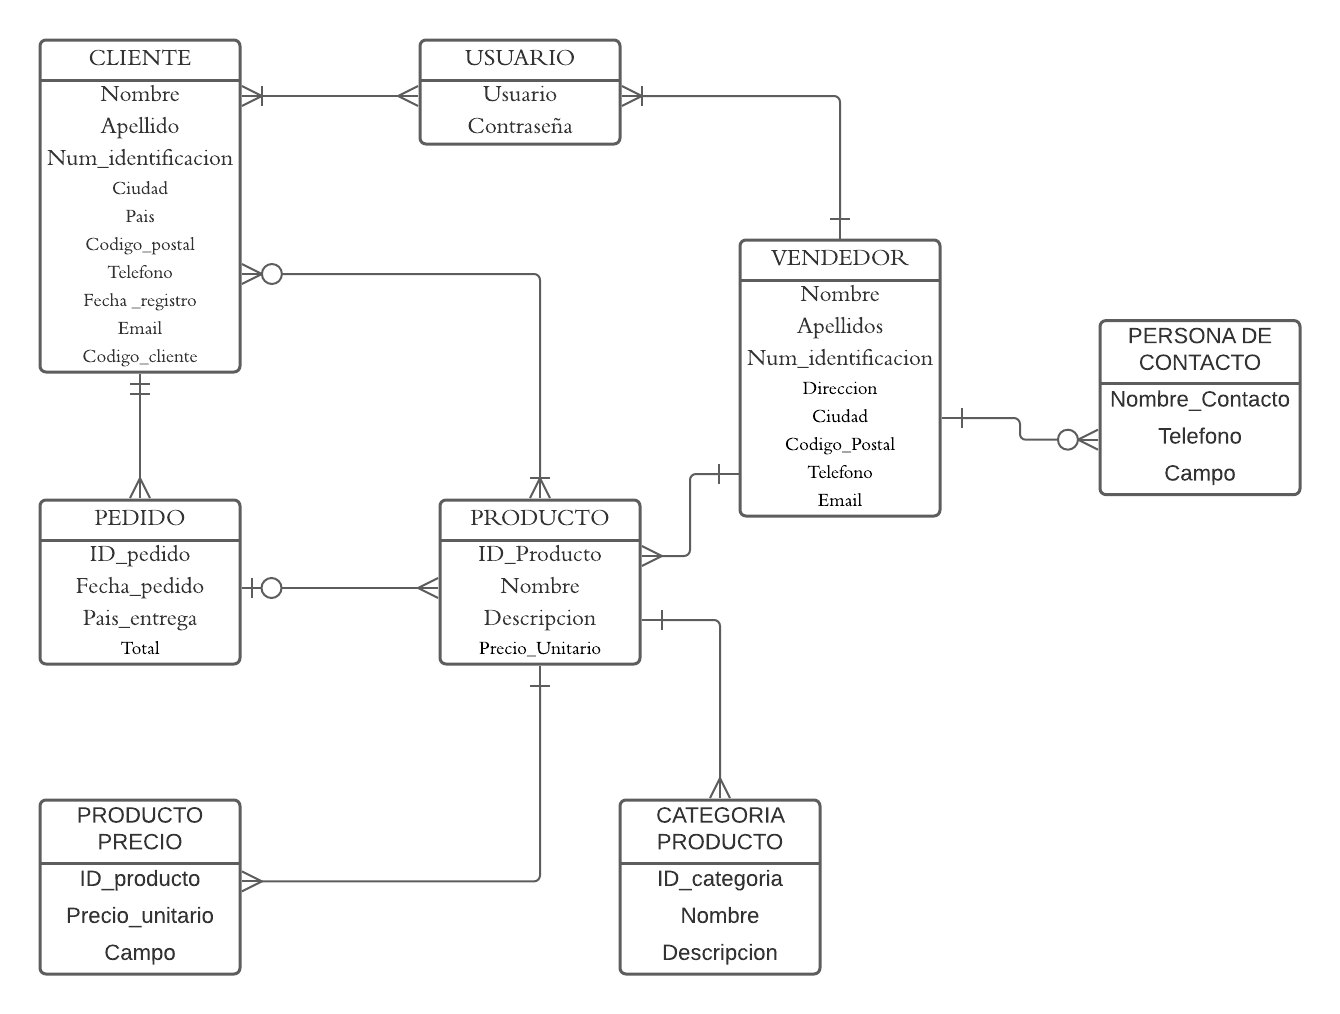 CLIENTE
Nombre
Apellido
Num_identificacion
Ciudad
Pais
Codigo_postal
Telefono
Fecha _registro
Email
Codigo_cliente
USUARIO
Usuario
Contraseña
VENDEDOR
Nombre
Apellidos
Num_identificacion
Direccion
Ciudad
Codigo_Postal
Telefono
Email
PERSONA DE
CONTACTO
Nombre_Contacto
Telefono
Campo
PEDIDO
ID_pedido
Fecha_pedido
Pais_entrega
Total
PRODUCTO
ID_Producto
Nombre
Descripcion
Precio_Unitario
PRODUCTO
PRECIO
ID_producto
Precio_unitario
Campo
CATEGORIA
PRODUCTO
ID_categoria
Nombre
Descripcion